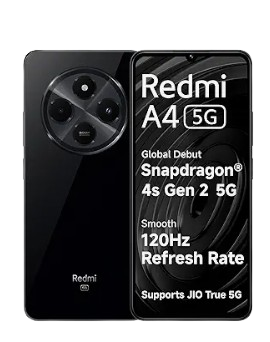 Redmi
A4 5G
Global Debut
Snapdragon®
4s Gen 2 5G
Smooth
120Hz
Refresh Rate
Supports JIO True 5G
Redmi
5G